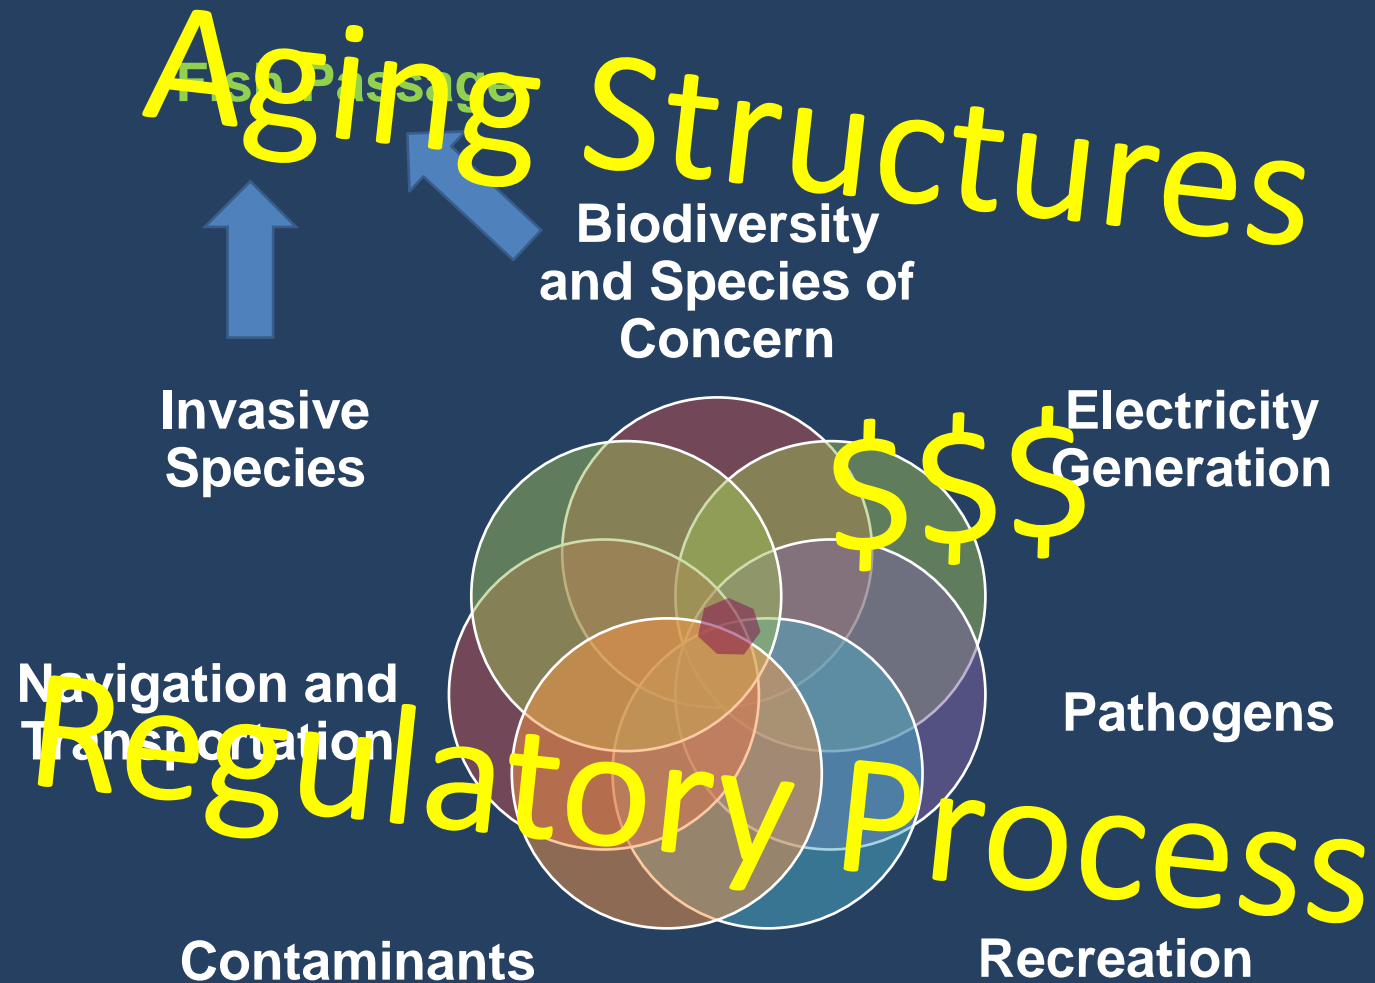 Aging Structures
Fish Passage
Biodiversity
and Species of
Concern
Invasive
Species
$$$
Electricity
Generation
Navigation and
Transportation
Pathogens
Regulatory Process
Contaminants
Recreation